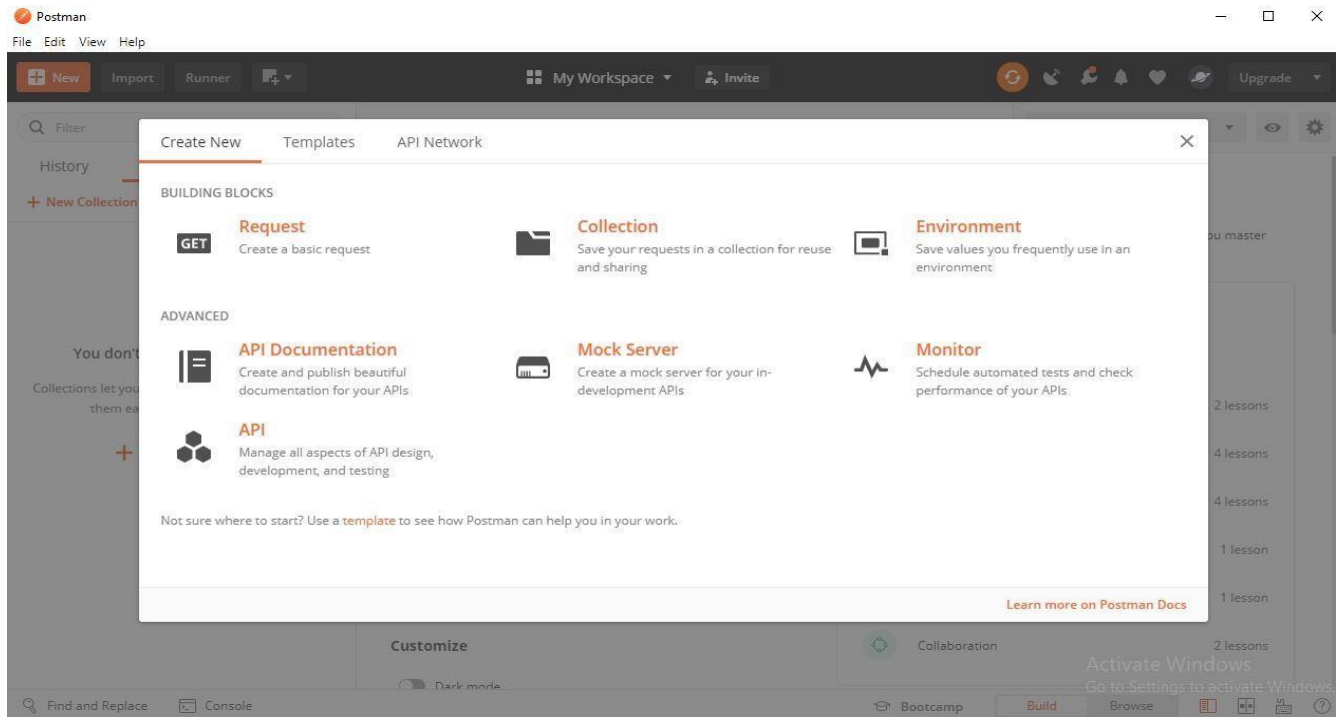 Postman
File Edit View Help
New Import Runner My Workspace Invite Upgrade
Filter
History
+ New Collection
Create New Templates API Network
BUILDING BLOCKS
GET
Request
Create a basic request
Collection
Save your requests in a collection for reuse
and sharing
Environment
Save values you frequently use in an
environment
ADVANCED
API Documentation
Create and publish beautiful
documentation for your APIs
Mock Server
Create a mock server for your in-
development APIs
Monitor
Schedule automated tests and check
performance of your APIs
API
Manage all aspects of API design,
development, and testing
Not sure where to start? Use a template to see how Postman can help you in your work.
Learn more on Postman Docs
You don't
Collections let you
them
master
2 lessons
4 lessons
4 lessons
1 lesson
1 lesson
Customize
Collaboration 2 lessons
Dark mode
Activate Windows
Go to Settings to activate Windows.
Find and Replace Console Bootcamp Build Browse